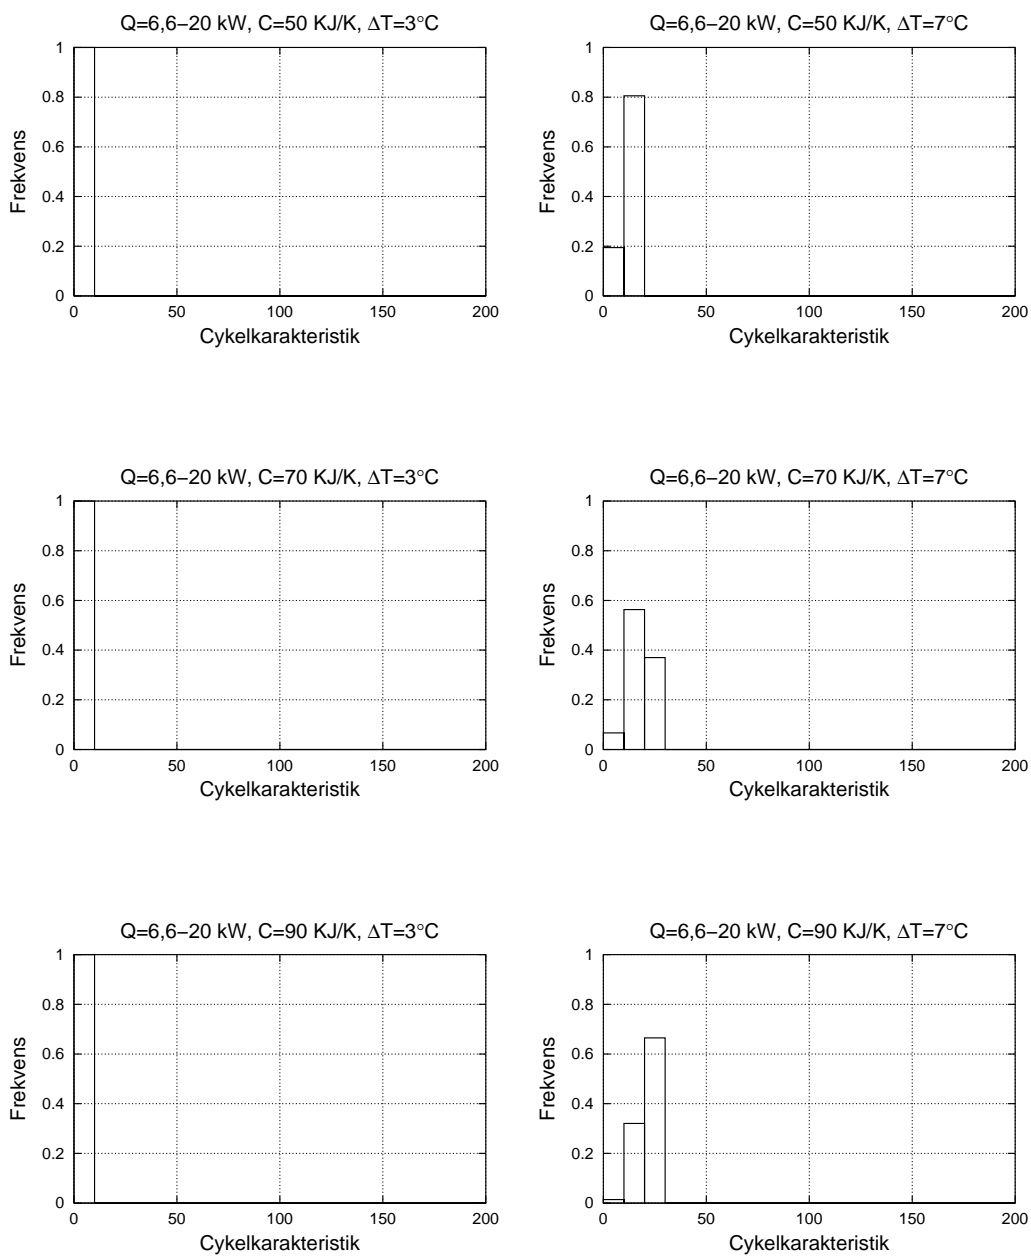 Q=6,6−20 kW, C=50 KJ/K, ΔT=3°C
1
0.8
0.6
0.4
0.2
0
0 50 100 150 200
Frekvens
Cykelkarakteristik
Q=6,6−20 kW, C=50 KJ/K, ΔT=7°C
1
0.8
0.6
0.4
0.2
0
0 50 100 150 200
Frekvens
Cykelkarakteristik
Q=6,6−20 kW, C=70 KJ/K, ΔT=3°C
1
0.8
0.6
0.4
0.2
0
0 50 100 150 200
Frekvens
Cykelkarakteristik
Q=6,6−20 kW, C=70 KJ/K, ΔT=7°C
1
0.8
0.6
0.4
0.2
0
0 50 100 150 200
Frekvens
Cykelkarakteristik
Q=6,6−20 kW, C=90 KJ/K, ΔT=3°C
1
0.8
0.6
0.4
0.2
0
0 50 100 150 200
Frekvens
Cykelkarakteristik
Q=6,6−20 kW, C=90 KJ/K, ΔT=7°C
1
0.8
0.6
0.4
0.2
0
0 50 100 150 200
Frekvens
Cykelkarakteristik